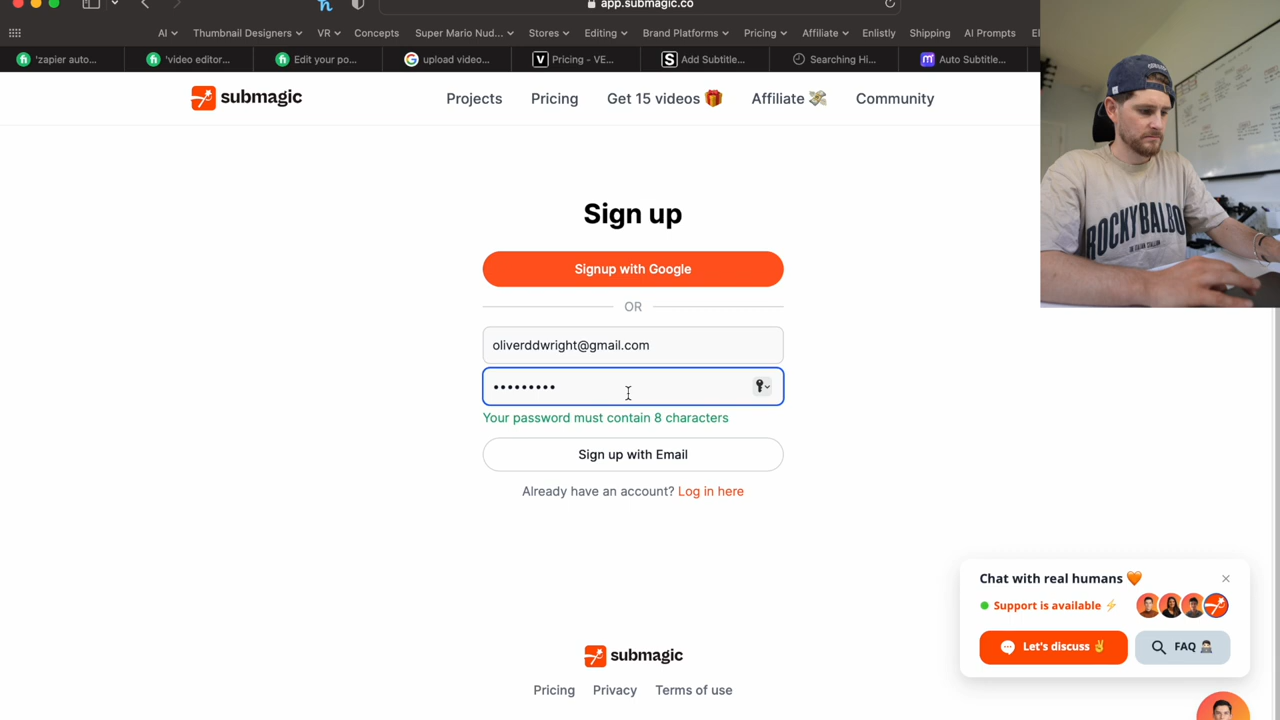 app.submagic.co
AI Thumbnail Designers VR Concepts Super Mario Nud... Stores Editing Brand Platforms Pricing Affiliate Enlistly Shipping AI Prompts
'zapier auto... 'video editor... Edit your po... upload video... Pricing - VE... Add Subtitle... Searching Hi... Auto Subtitle...
submagic Projects Pricing Get 15 videos 🎁 Affiliate 💸 Community
ROCKY BALBOA
Sign up
Signup with Google
OR
oliverddwright@gmail.com
•••••••••
Your password must contain 8 characters
Sign up with Email
Already have an account? Log in here
Chat with real humans 🧡
Support is available ⚡
Let's discuss ✌️ FAQ
submagic
Pricing Privacy Terms of use